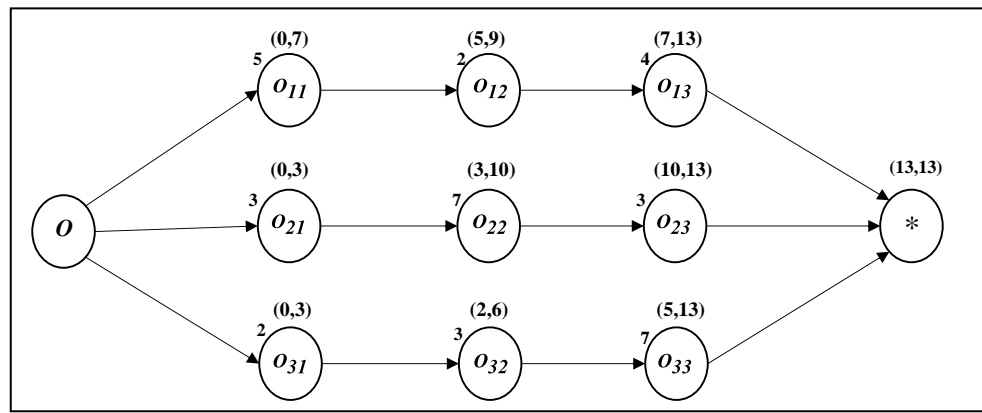 (0,7) (5,9) (7,13)
5 2 4
O11 O12 O13
(13,13)
(0,3) (3,10) (10,13)
3 7 3
O O21 O22 O23 *
(0,3) (2,6) (5,13)
2 3 7
O31 O32 O33